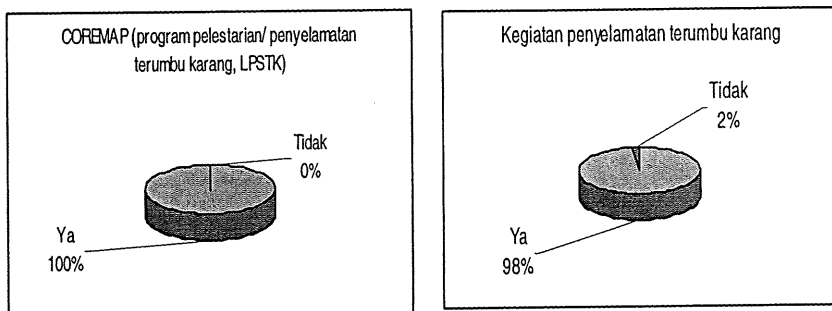 COREMAP (program pelestarian/ penyelamatan
terumbu karang, LPSTK)
Tidak
0%
Ya
100%
Kegiatan penyelamatan terumbu karang
Tidak
2%
Ya
98%